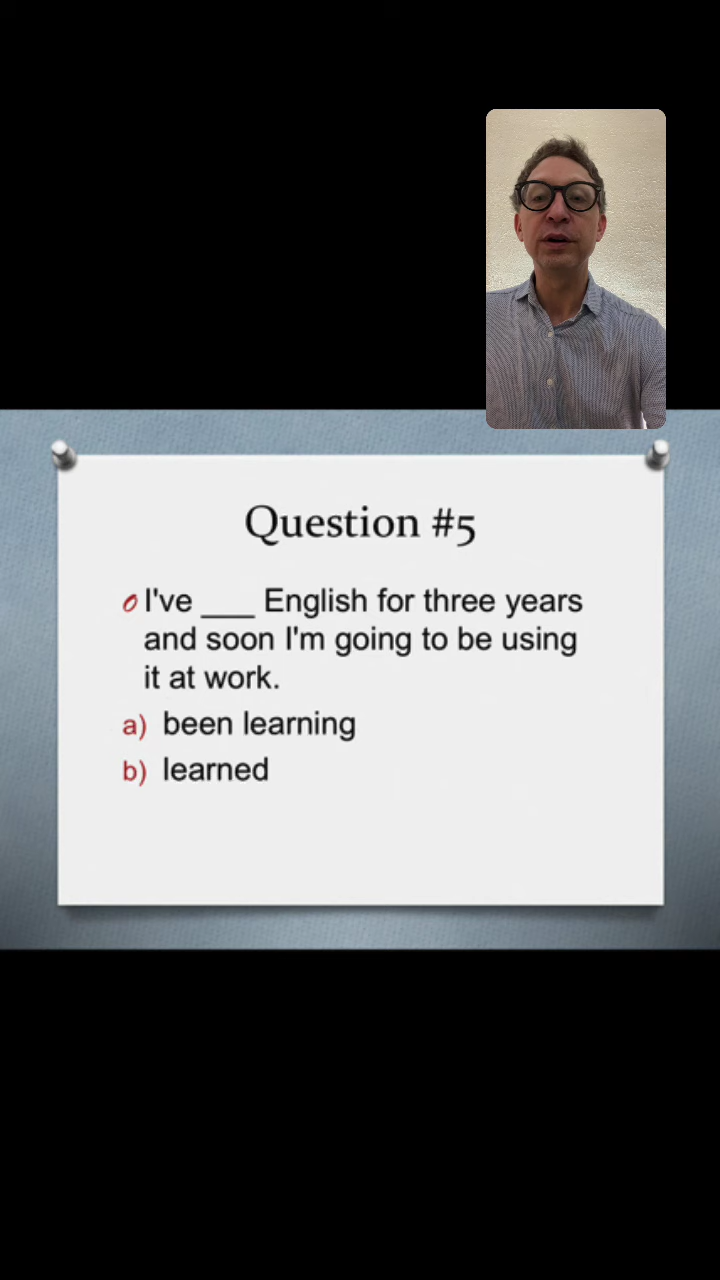 Question #5
I've ___ English for three years
and soon I'm going to be using
it at work.
a) been learning
b) learned